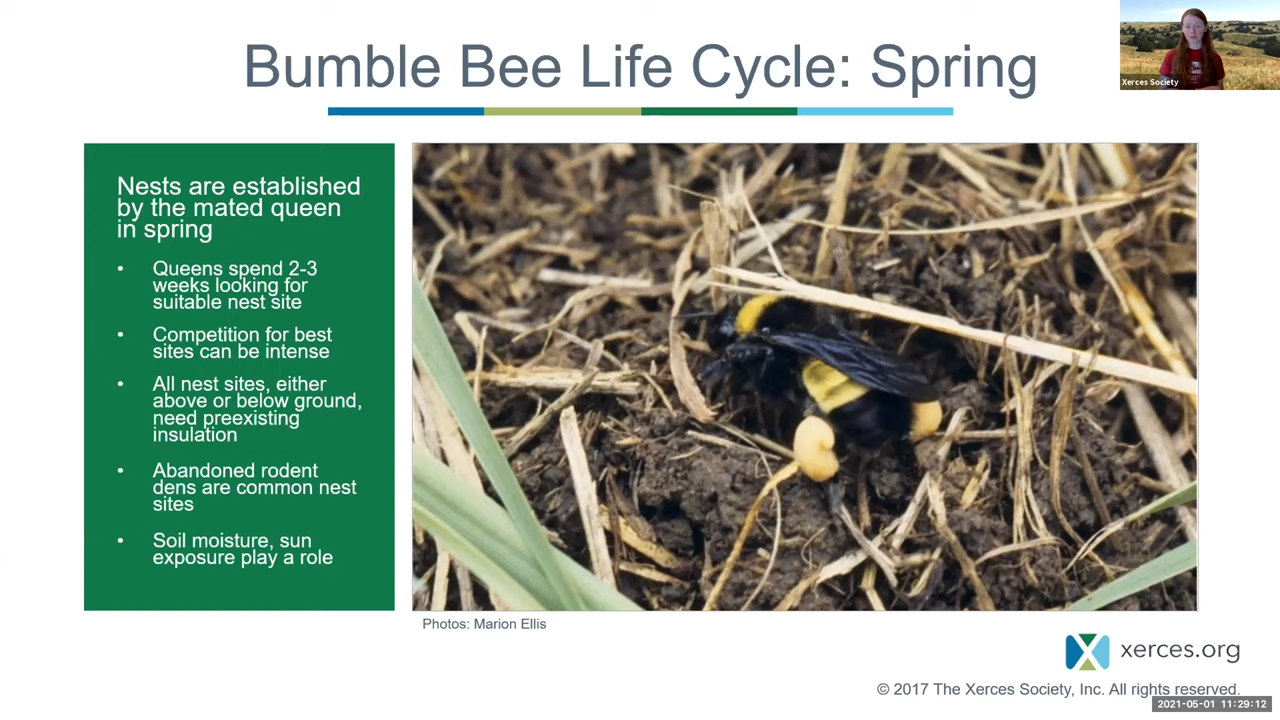 Bumble Bee Life Cycle: Spring
Xerces Society
Nests are established
by the mated queen
in spring
• Queens spend 2-3
weeks looking for
suitable nest site
• Competition for best
sites can be intense
• All nest sites, either
above or below ground,
need preexisting
insulation
• Abandoned rodent
dens are common nest
sites
• Soil moisture, sun
exposure play a role
Photos: Marion Ellis
xerces.org
© 2017 The Xerces Society, Inc. All rights reserved.
2021-05-01 11:29:12